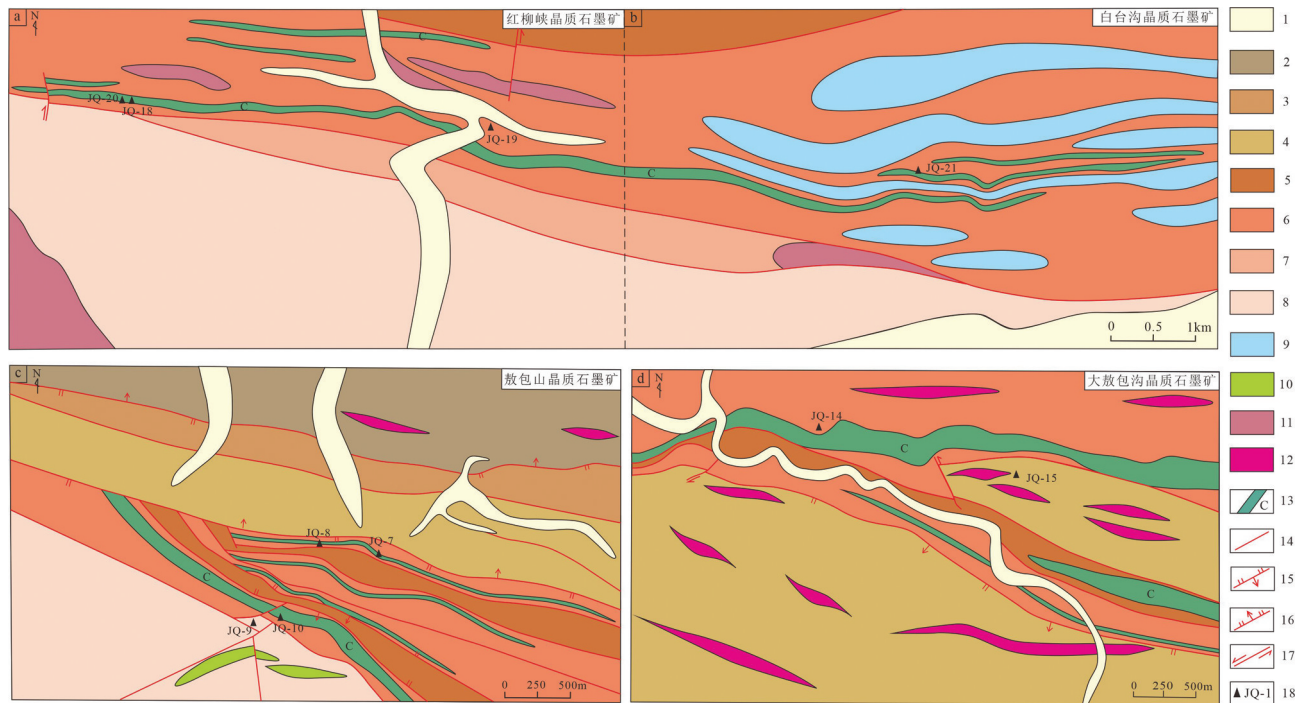 a
N
红柳峡晶质石墨矿
C
JQ-20
JQ-18
C
JQ-19
C
b
白台沟晶质石墨矿
JQ-21
0 0.5 1km
c
N
敖包山晶质石墨矿
JQ-8
JQ-7
C
JQ-9
JQ-10
C
0 250 500m
d
N
大敖包沟晶质石墨矿
JQ-14
C
JQ-15
C
0 250 500m
1
2
3
4
5
6
7
8
9
10
11
12
C 13
14
15
16
17
JQ-1 18